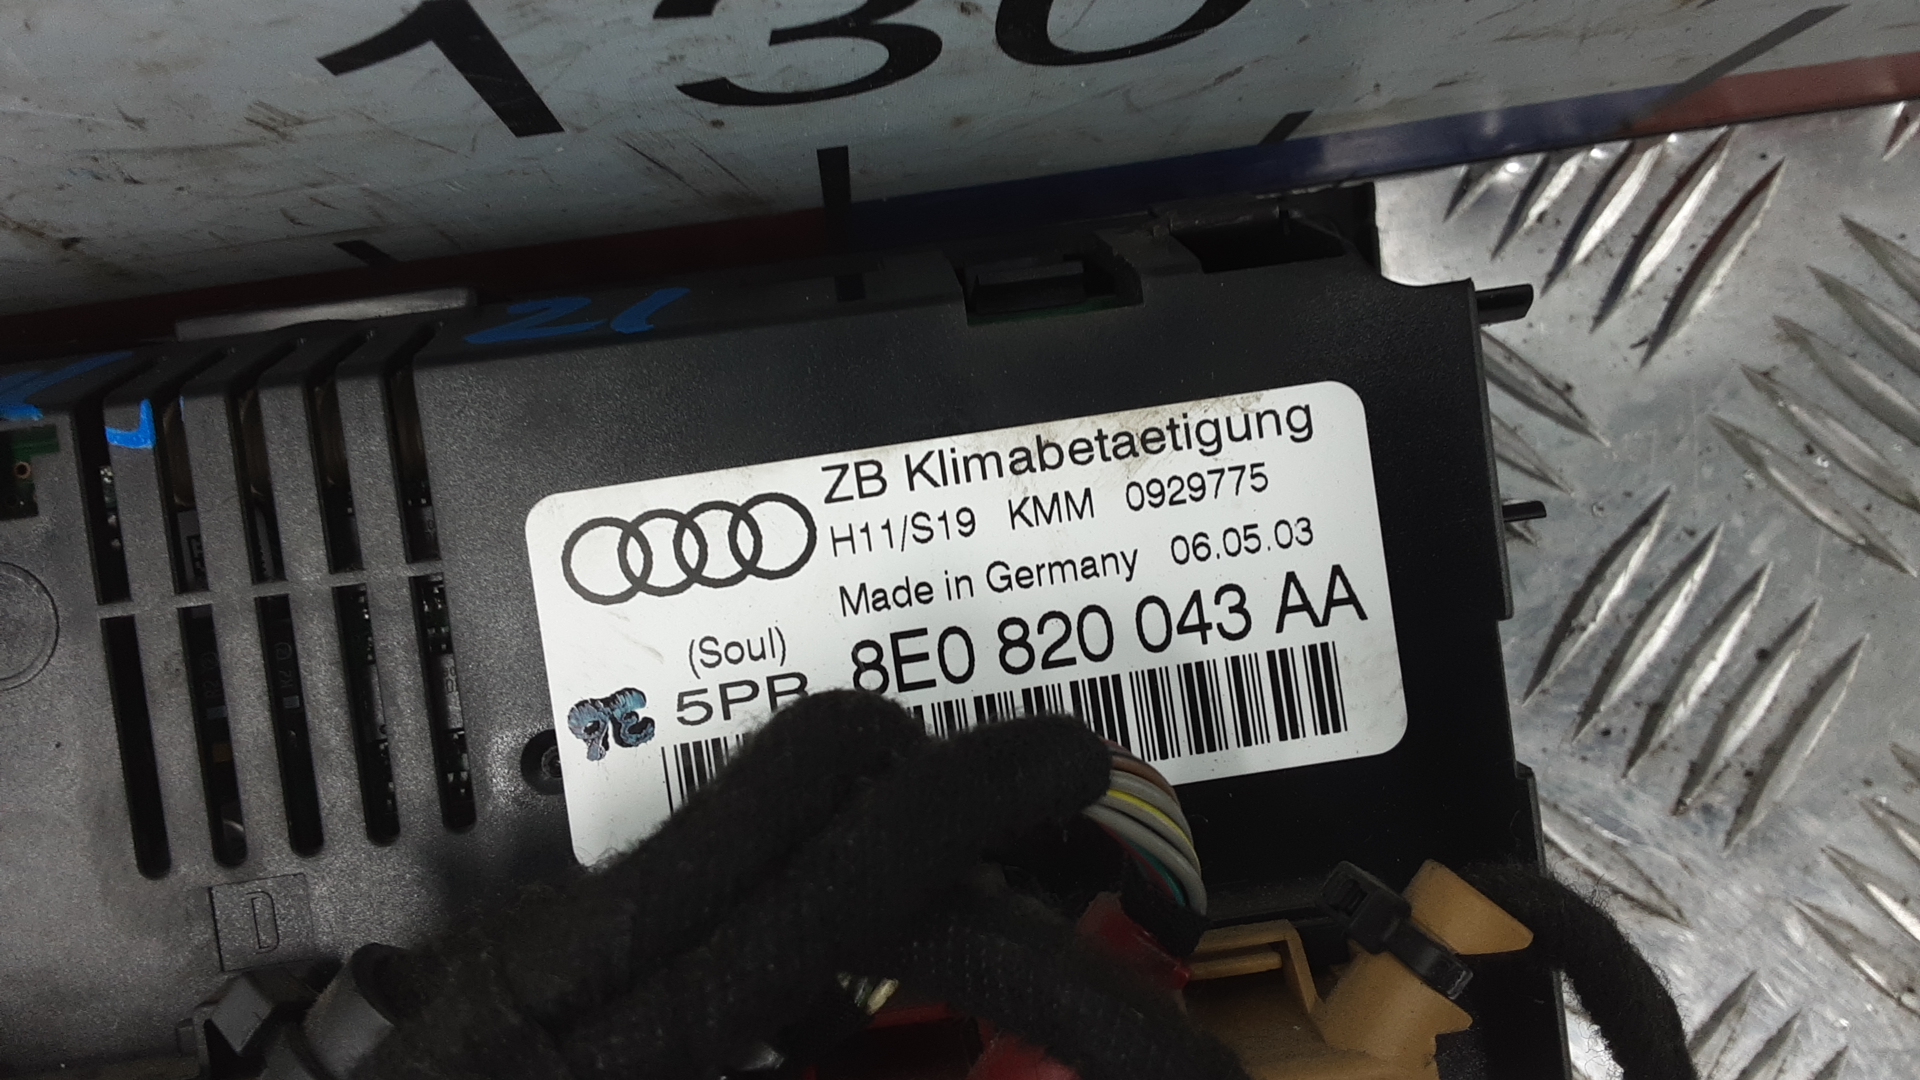 130
21
ZB Klimabetaetigung
H11/S19 KMM 0929775
Made in Germany 06.05.03
(Soul) 8E0 820 043 AA
5PR
D